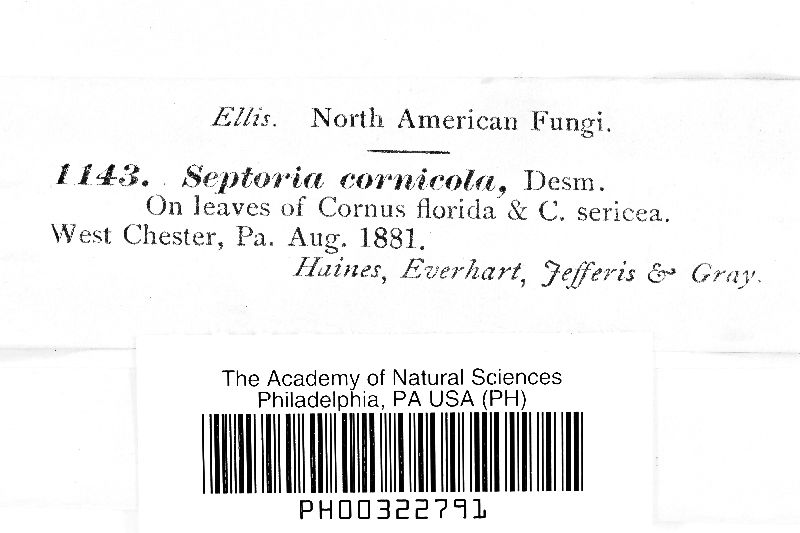 Ellis. North American Fungi.
1143. Septoria cornicola, Desm.
On leaves of Cornus florida & C. sericea.
West Chester, Pa. Aug. 1881.
Haines, Everhart, Jefferis & Gray.
The Academy of Natural Sciences
Philadelphia, PA USA (PH)
PH00322791